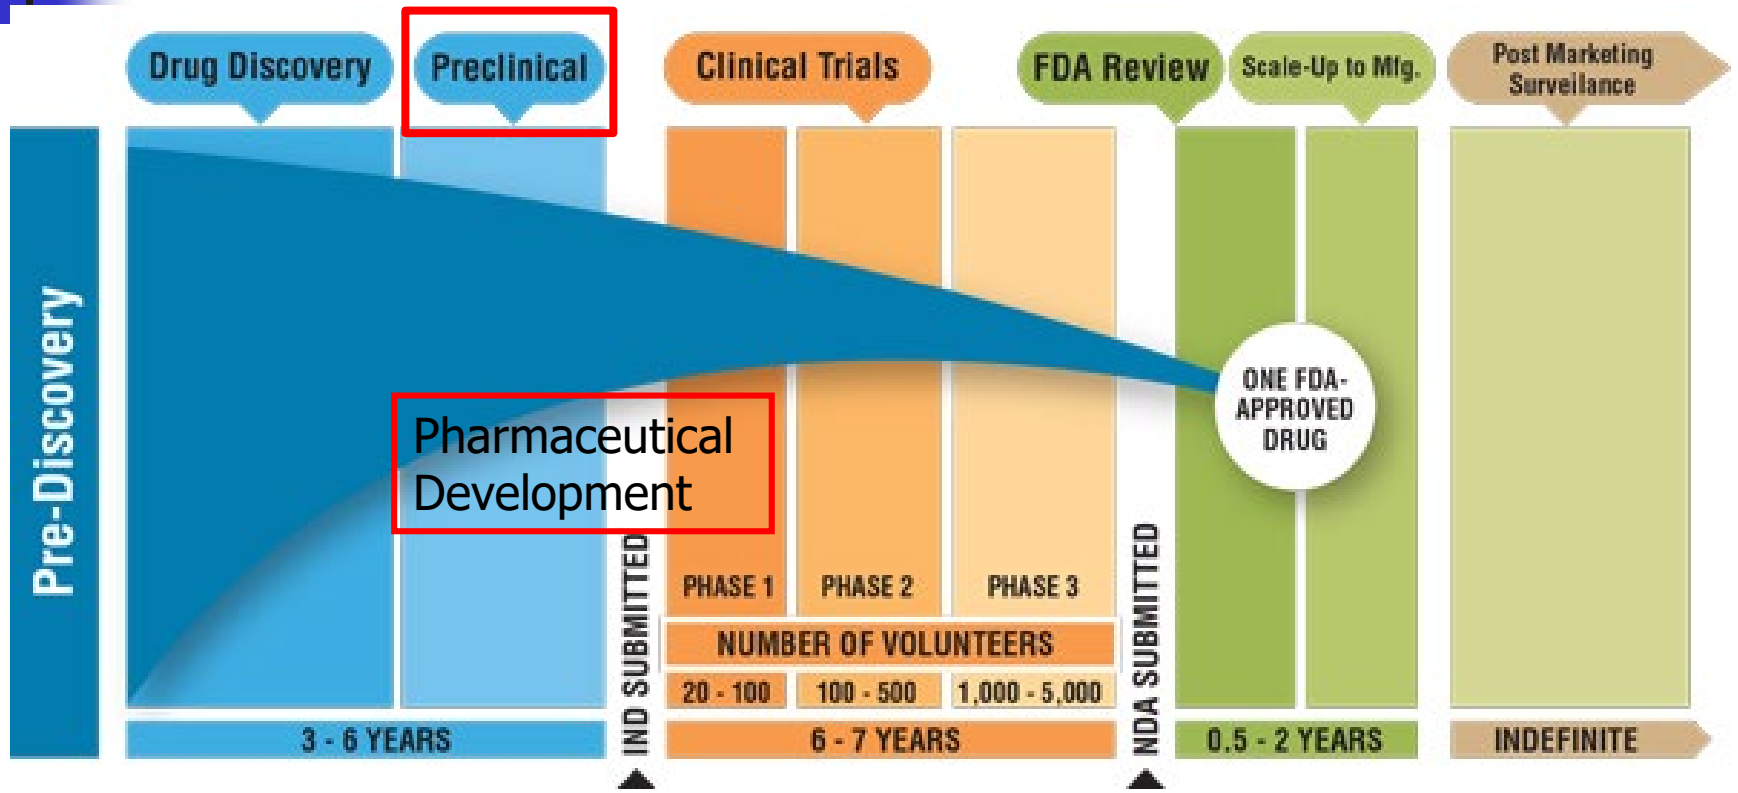 Drug Discovery
Preclinical
Clinical Trials
FDA Review
Scale-Up to Mfg.
Post Marketing
Surveilance
Pre-Discovery
Pharmaceutical
Development
ONE FDA-
APPROVED
DRUG
IND SUBMITTED
NDA SUBMITTED
PHASE 1
PHASE 2
PHASE 3
NUMBER OF VOLUNTEERS
20 - 100
100 - 500
1,000 - 5,000
3 - 6 YEARS
6 - 7 YEARS
0.5 - 2 YEARS
INDEFINITE